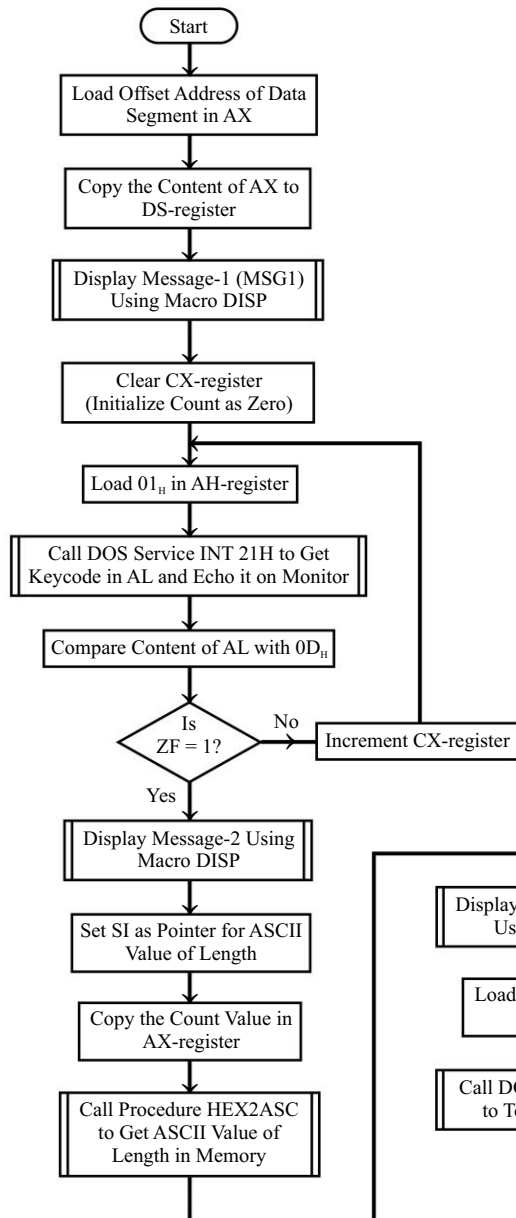 Start
Load Offset Address of Data
Segment in AX
Copy the Content of AX to
DS-register
Display Message-1 (MSG1)
Using Macro DISP
Clear CX-register
(Initialize Count as Zero)
Load 01H in AH-register
Call DOS Service INT 21H to Get
Keycode in AL and Echo it on Monitor
Compare Content of AL with 0DH
Is
ZF = 1?
No
Increment CX-register
Yes
Display Message-2 Using
Macro DISP
Set SI as Pointer for ASCII
Value of Length
Copy the Count Value in
AX-register
Call Procedure HEX2ASC
to Get ASCII Value of
Length in Memory
Display
Load
to